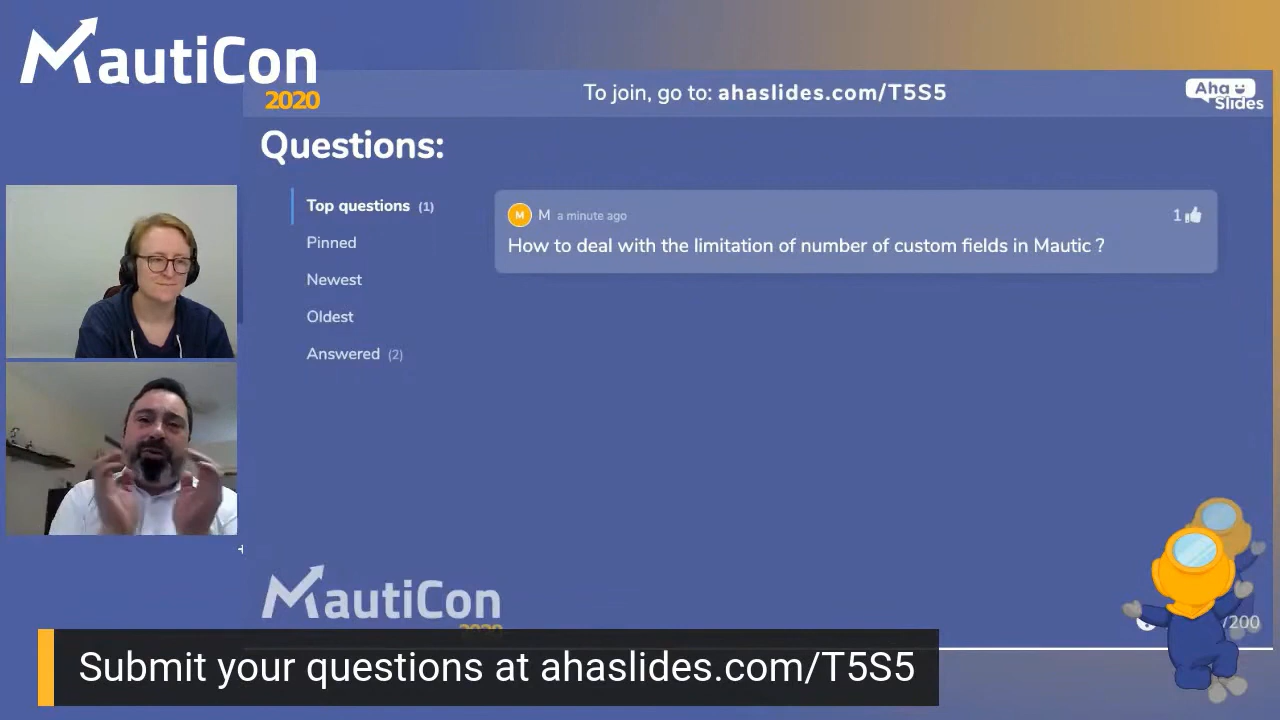 MautiCon
2020
To join, go to: ahaslides.com/T5S5
Aha
Slides
Questions:
Top questions (1)
Pinned
Newest
Oldest
Answered (2)
M M a minute ago
1
How to deal with the limitation of number of custom fields in Mautic ?
MautiCon
2020
/200
Submit your questions at ahaslides.com/T5S5